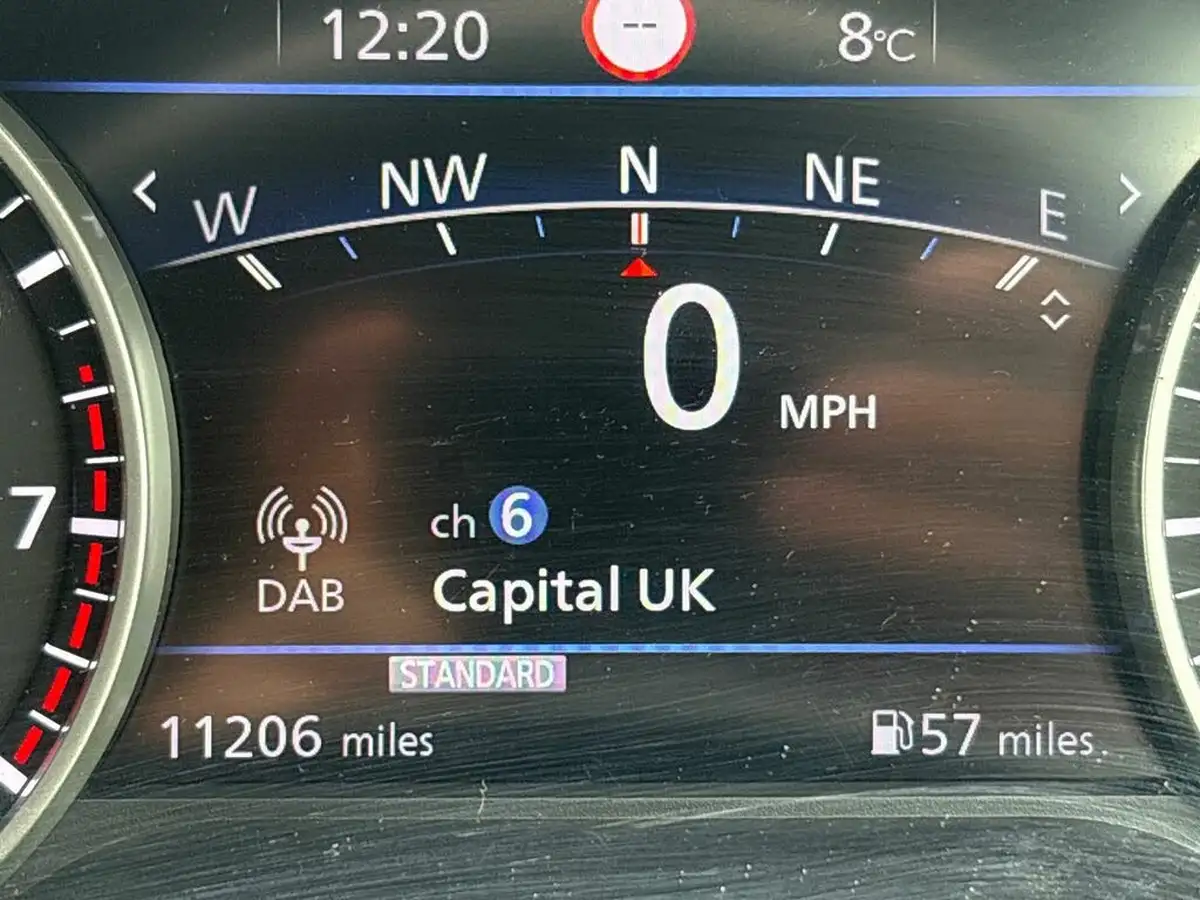 12:20 -- 8°C
< W NW N NE E >
0 MPH
ch 6
DAB Capital UK
STANDARD
11206 miles 57 miles
7